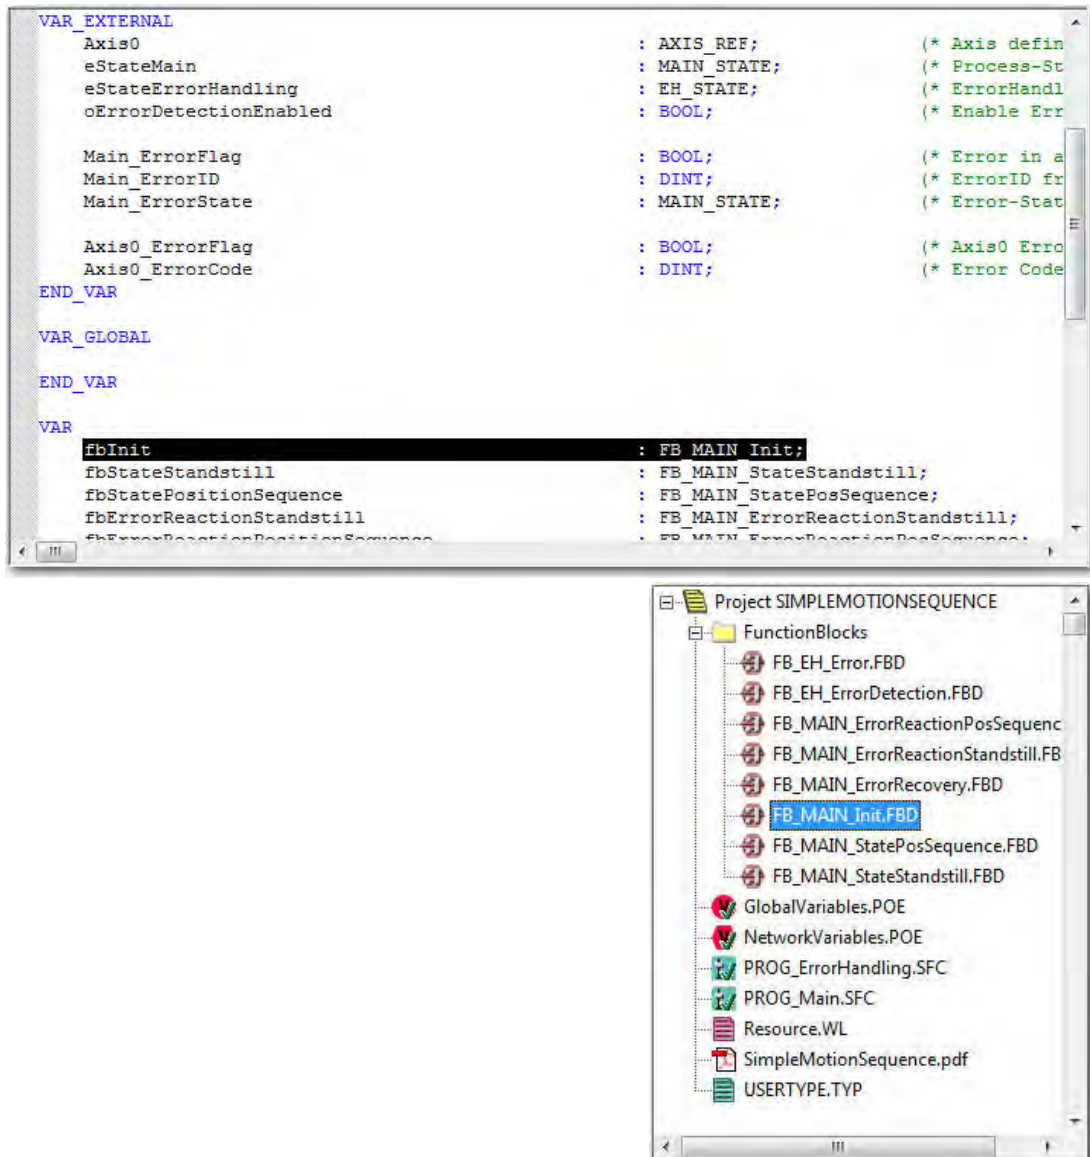 VAR_EXTERNAL
Axis0 : AXIS_REF; (* Axis defin
eStateMain : MAIN_STATE; (* Process-St
eStateErrorHandling : EH_STATE; (* ErrorHandl
oErrorDetectionEnabled : BOOL; (* Enable Err
Main_ErrorFlag : BOOL; (* Error in a
Main_ErrorID : DINT; (* ErrorID fr
Main_ErrorState : MAIN_STATE; (* Error-Stat
Axis0_ErrorFlag : BOOL; (* Axis0 Erro
Axis0_ErrorCode : DINT; (* Error Code
END_VAR
VAR_GLOBAL
END_VAR
VAR
fbInit : FB_MAIN_Init;
fbStateStandstill : FB_MAIN_StateStandstill;
fbStatePositionSequence : FB_MAIN_StatePosSequence;
fbErrorReactionStandstill : FB_MAIN_ErrorReactionStandstill;
fbErrorReactionPositionSequence : FB_MAIN_ErrorReactionPosSequence;
Project SIMPLEMOTIONSEQUENCE
FunctionBlocks
FB_EH_Error.FBD
FB_EH_ErrorDetection.FBD
FB_MAIN_ErrorReactionPosSequenc
FB_MAIN_ErrorReactionStandstill.FB
FB_MAIN_ErrorRecovery.FBD
FB_MAIN_Init.FBD
FB_MAIN_StatePosSequence.FBD
FB_MAIN_StateStandstill.FBD
GlobalVariables.POE
NetworkVariables.POE
PROG_ErrorHandling.SFC
PROG_Main.SFC
Resource.WL
SimpleMotionSequence.pdf
USERTYPE.TYP